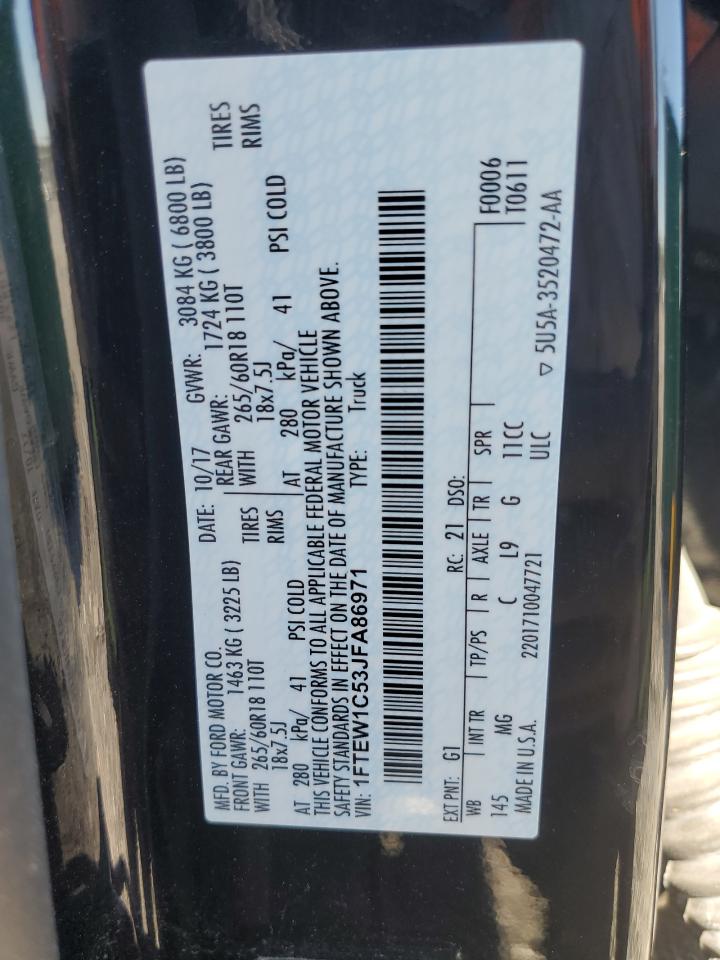 MFD. BY FORD MOTOR CO. DATE: 10/17 GVWR: 3084 KG ( 6800 LB)
FRONT GAWR: 1463 KG ( 3225 LB) REAR GAWR: 1724 KG ( 3800 LB)
WITH 265/60R18 110T TIRES WITH 265/60R18 110T TIRES
18x7.5J RIMS 18x7.5J RIMS
AT 280 kPa/ 41 PSI COLD AT 280 kPa/ 41 PSI COLD
THIS VEHICLE CONFORMS TO ALL APPLICABLE FEDERAL MOTOR VEHICLE
SAFETY STANDARDS IN EFFECT ON THE DATE OF MANUFACTURE SHOWN ABOVE.
VIN: 1FTEW1C53JFA86971 TYPE: Truck
F0006
T0611
EXT PNT: G1 RC: 21 DSO:
WB INT TR TP/PS R AXLE TR SPR
145 MG C L9 G 11CC
MADE IN U.S.A. 2201710047721 ULC ▽ 5U5A-3520472-AA